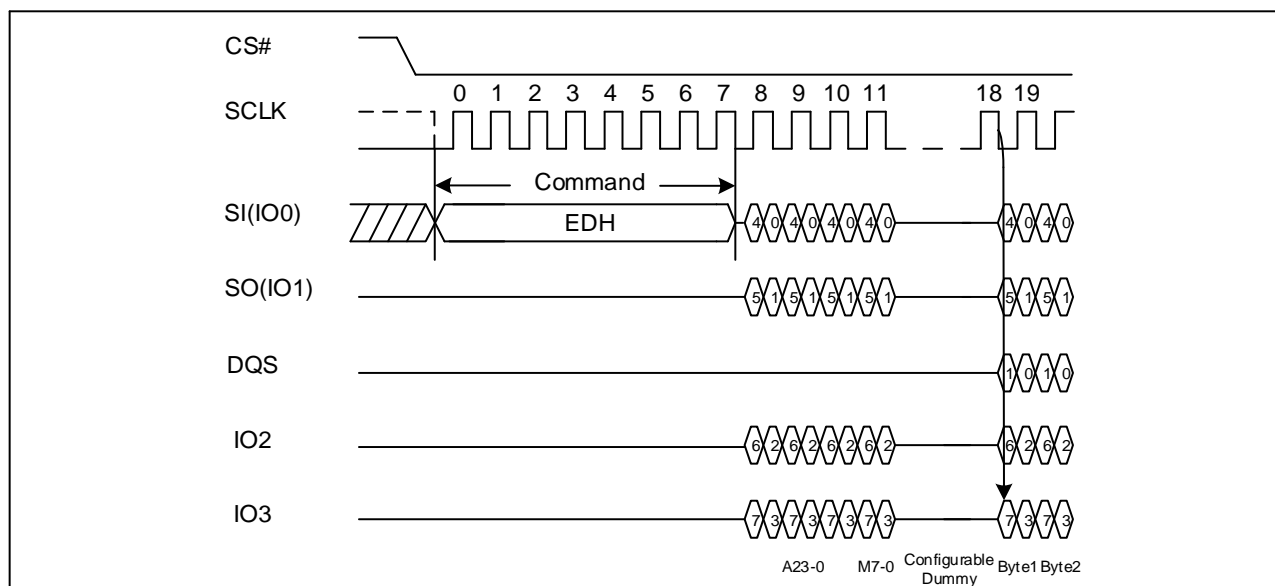 CS#
0 1 2 3 4 5 6 7 8 9 10 11 18 19
SCLK
Command
SI(IO0) EDH 4 0 4 0 4 0 4 0 4 0 4 0
SO(IO1) 5 1 5 1 5 1 5 1 5 1 5 1
DQS 1 0 1 0
IO2 6 2 6 2 6 2 6 2 6 2 6 2
IO3 7 3 7 3 7 3 7 3 7 3 7 3
A23-0 M7-0 Configurable Byte1 Byte2
Dummy